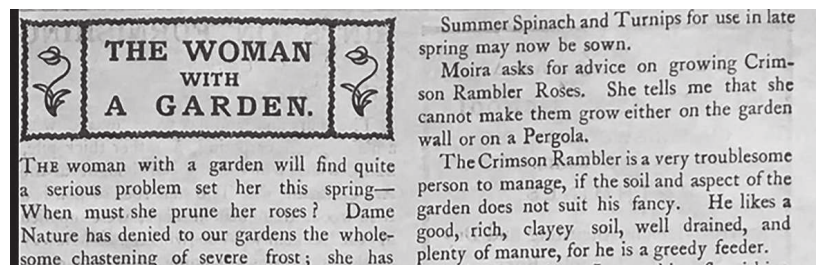 THE WOMAN
WITH
A GARDEN.
THE woman with a garden will find quite
a serious problem set her this spring—
When must she prune her roses? Dame
Nature has denied to our gardens the whole-
some chastening of severe frost; she has
Summer Spinach and Turnips for use in late
spring may now be sown.
Moira asks for advice on growing Crim-
son Rambler Roses. She tells me that she
cannot make them grow either on the garden
wall or on a Pergola.
The Crimson Rambler is a very troublesome
person to manage, if the soil and aspect of the
garden does not suit his fancy. He likes a
good, rich, clayey soil, well drained, and
plenty of manure, for he is a greedy feeder.